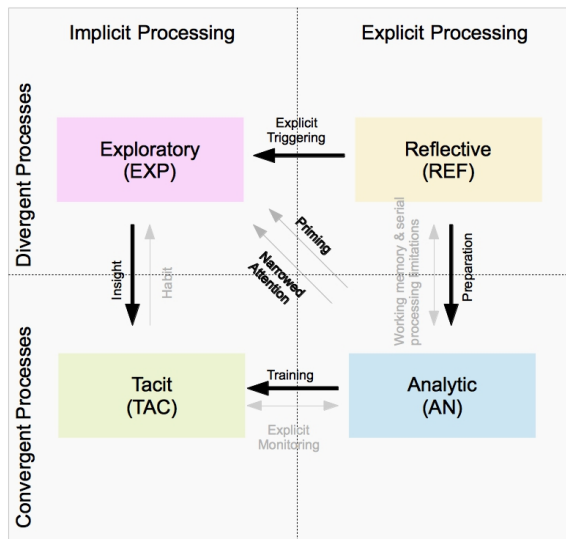 Implicit Processing
Explicit Processing
Divergent Processes
Exploratory
(EXP)
Explicit
Triggering
Reflective
(REF)
Insight
Habit
Priming
Narrowed
Attention
Working memory & serial
processing limitations
Preparation
Convergent Processes
Tacit
(TAC)
Training
Explicit
Monitoring
Analytic
(AN)